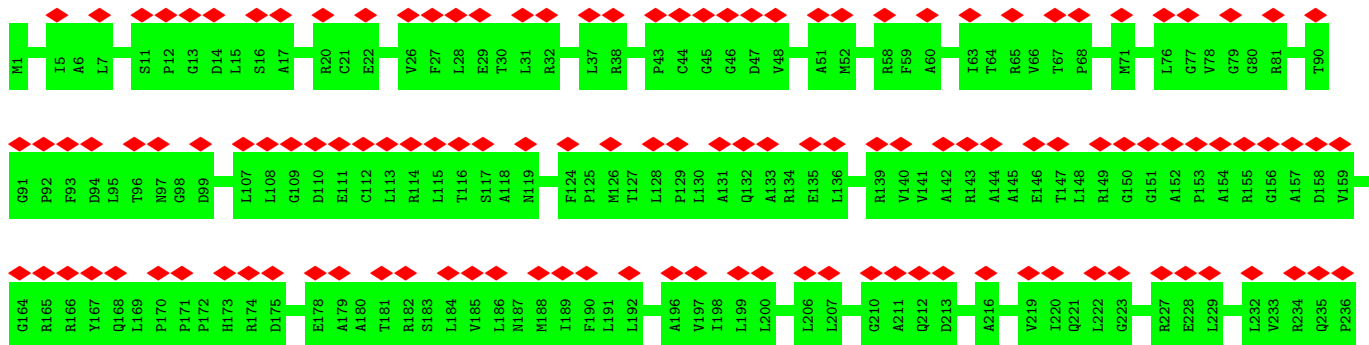 M1 I5 A6 L7 S11 P12 G13 D14 L15 S16 A17 R20 C21 E22 V26 F27 L28 E29 T30 L31 R32 L37 R38 P43 C44 G45 G46 D47 V48 A51 M52 R58 F59 A60 I63 T64 R65 V66 T67 P68 M71 L76 G77 V78 G79 G80 R81 T90
G91 P92 F93 D94 L95 T96 N97 G98 D99 L107 L108 G109 D110 E111 C112 L113 R114 L115 T116 S117 A118 N119 F124 P125 M126 T127 L128 P129 L130 A131 Q132 A133 R134 E135 L136 R139 V140 V141 A142 R143 A144 A145 E146 T147 L148 R149 G150 G151 A152 P153 A154 R155 G156 A157 D158 V159
G164 R165 R166 Y167 Q168 L169 P170 P171 P172 H173 R174 D175 E178 A179 A180 T181 R182 S183 L184 V185 L186 N187 M188 I189 F190 L191 L192 A196 V197 I198 L199 L200 L206 L207 G210 A211 Q212 D213 A216 V219 I220 Q221 L222 G223 R227 E228 L229 L232 V233 R234 Q235 P236